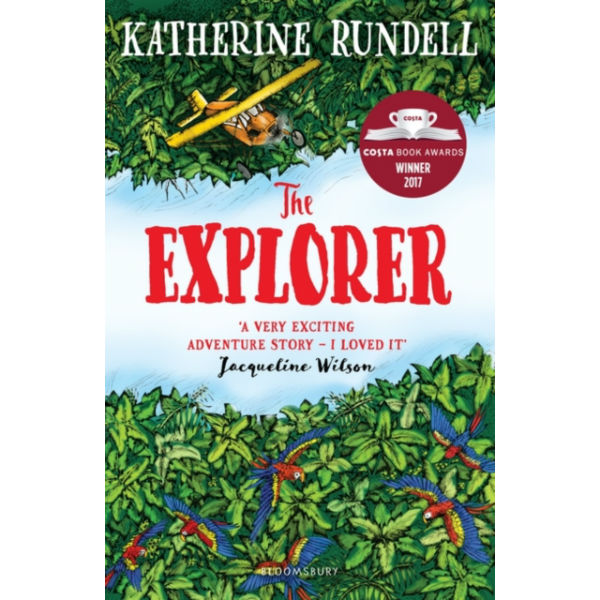 KATHERINE RUNDELL
COSTA
COSTA BOOK AWARDS
WINNER
2017
The
EXPLORER
‘A VERY EXCITING
ADVENTURE STORY – I LOVED IT’
Jacqueline Wilson
BLOOMSBURY